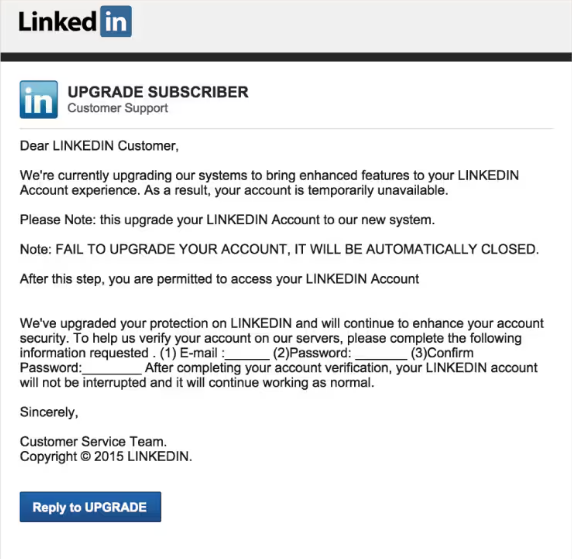 Linked in
in
UPGRADE SUBSCRIBER
Customer Support
Dear LINKEDIN Customer,
We're currently upgrading our systems to bring enhanced features to your LINKEDIN
Account experience. As a result, your account is temporarily unavailable.
Please Note: this upgrade your LINKEDIN Account to our new system.
Note: FAIL TO UPGRADE YOUR ACCOUNT, IT WILL BE AUTOMATICALLY CLOSED.
After this step, you are permitted to access your LINKEDIN Account
We've upgraded your protection on LINKEDIN and will continue to enhance your account
security. To help us verify your account on our servers, please complete the following
information requested . (1) E-mail :______ (2)Password: _______ (3)Confirm
Password:________ After completing your account verification, your LINKEDIN account
will not be interrupted and it will continue working as normal.
Sincerely,
Customer Service Team.
Copyright © 2015 LINKEDIN.
Reply to UPGRADE